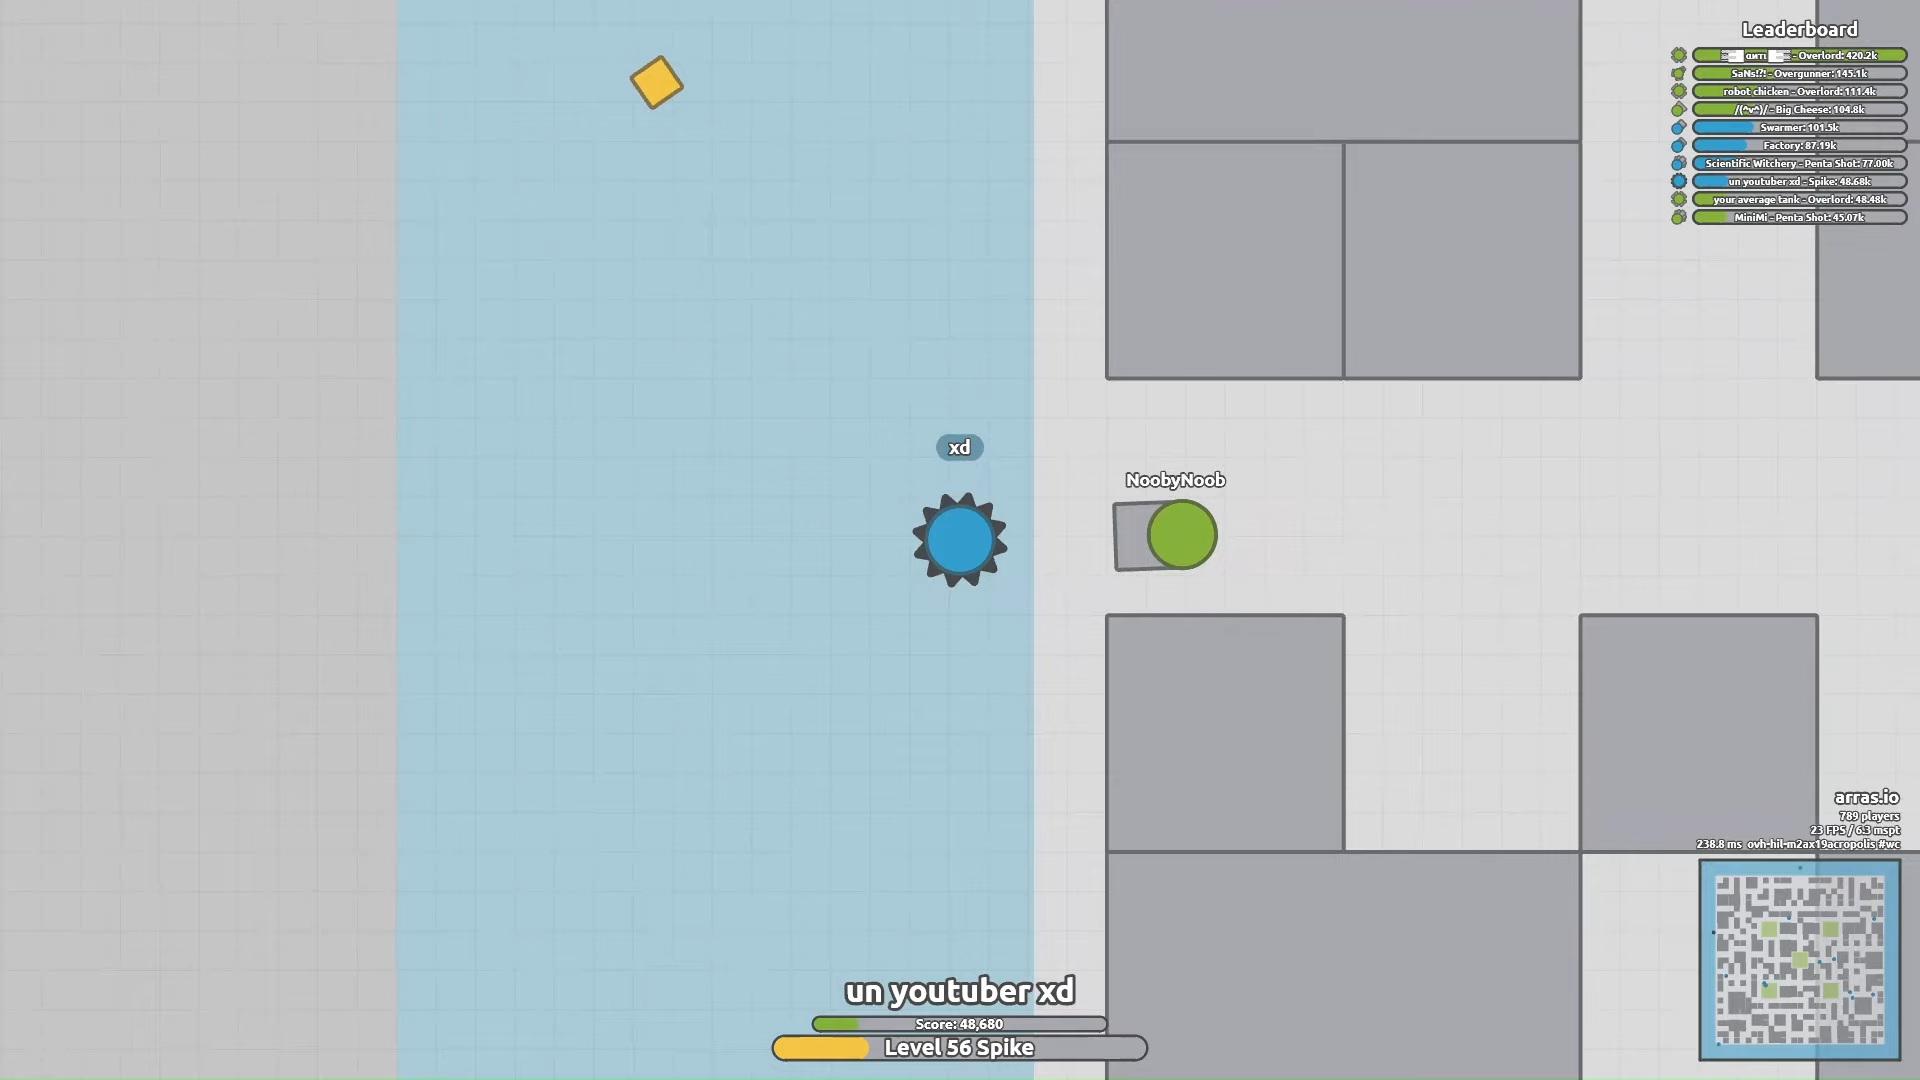 Leaderboard
- Overlord: 420.2k
SaNs!?! - Overgunner: 145.1k
robot chicken - Overlord: 111.4k
/(^v^)/ - Big Cheese: 104.8k
Swarmer: 101.5k
Factory: 87.19k
Scientific Witchery - Penta Shot: 77.00k
un youtuber xd - Spike: 48.68k
your average tank - Overlord: 48.48k
MiniMi - Penta Shot: 45.07k
xd
NoobyNoob
arras.io
789 players
23 FPS / 6.3 mspt
238.8 ms ovh-hil-m2ax19acropolis #wc
un youtuber xd
Score: 48,680
Level 56 Spike